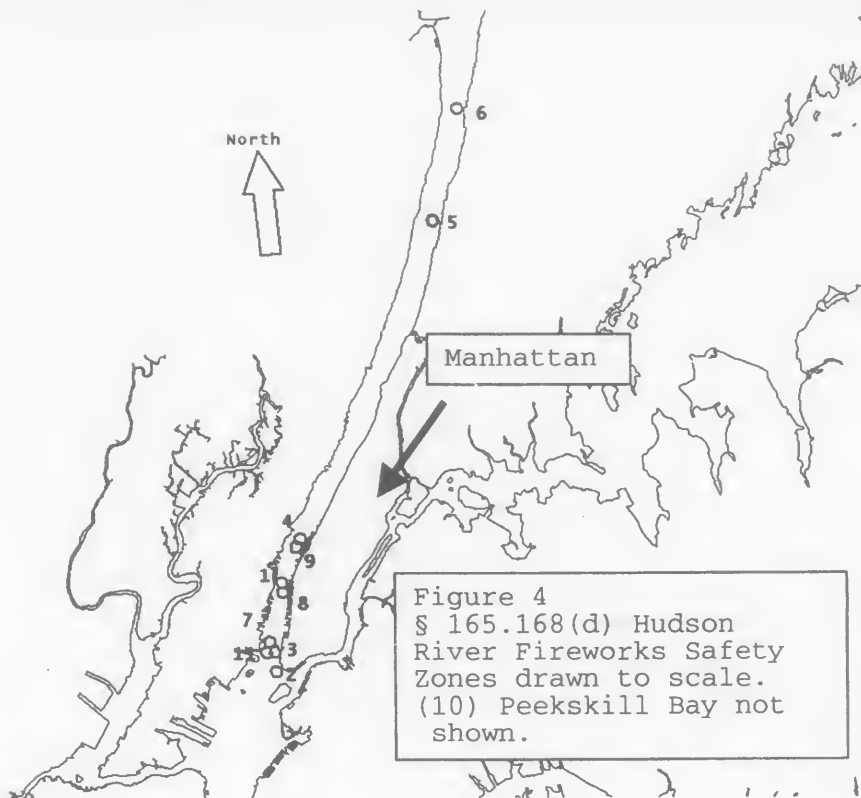 6
North
5
Manhattan
4
9
8
7
3
2
Figure 4
§ 165.168(d) Hudson
River Fireworks Safety
Zones drawn to scale.
(10) Peekskill Bay not
shown.